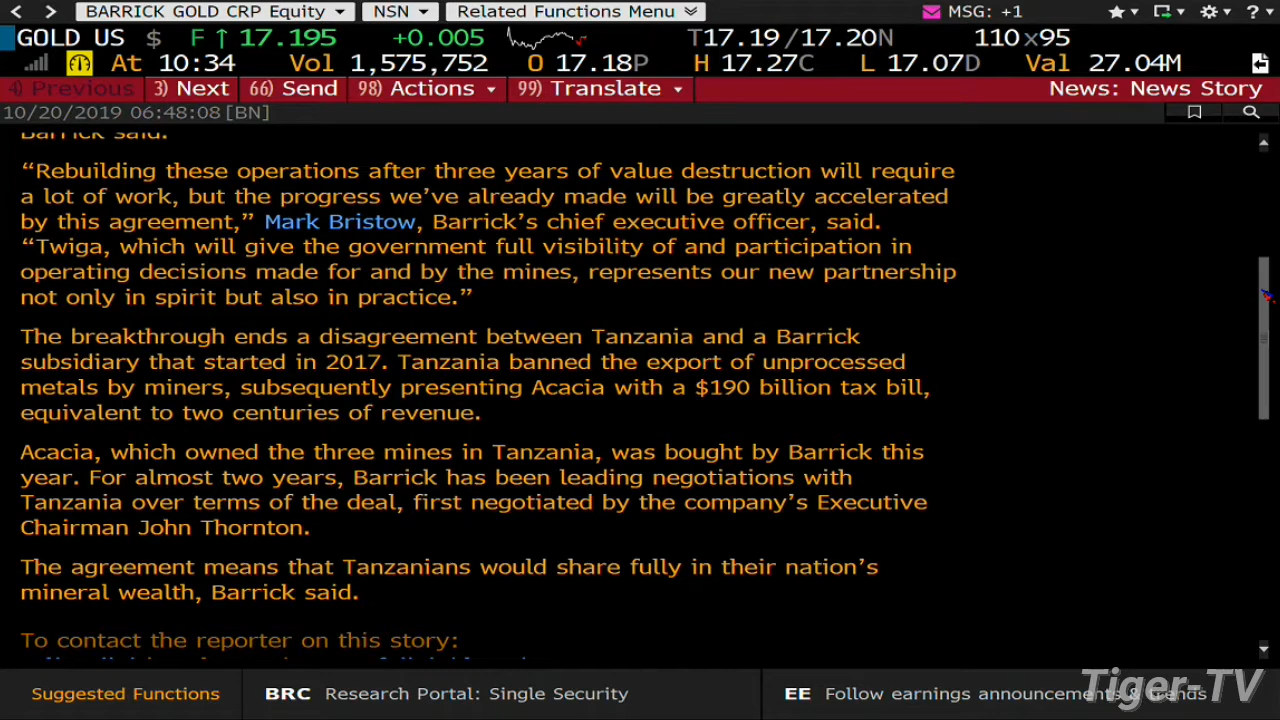 BARRICK GOLD CRP Equity NSN Related Functions Menu MSG: +1 ?
GOLD US $ F ↑ 17.195 +0.005 T17.19/17.20N 110x95
At 10:34 Vol 1,575,752 O 17.18P H 17.27C L 17.07D Val 27.04M
4) Previous 3) Next 66) Send 98) Actions 99) Translate News: News Story
10/20/2019 06:48:08 [BN]
Barrick said.
“Rebuilding these operations after three years of value destruction will require
a lot of work, but the progress we’ve already made will be greatly accelerated
by this agreement,” Mark Bristow, Barrick’s chief executive officer, said.
“Twiga, which will give the government full visibility of and participation in
operating decisions made for and by the mines, represents our new partnership
not only in spirit but also in practice.”
The breakthrough ends a disagreement between Tanzania and a Barrick
subsidiary that started in 2017. Tanzania banned the export of unprocessed
metals by miners, subsequently presenting Acacia with a $190 billion tax bill,
equivalent to two centuries of revenue.
Acacia, which owned the three mines in Tanzania, was bought by Barrick this
year. For almost two years, Barrick has been leading negotiations with
Tanzania over terms of the deal, first negotiated by the company’s Executive
Chairman John Thornton.
The agreement means that Tanzanians would share fully in their nation’s
mineral wealth, Barrick said.
To contact the reporter on this story:
Suggested Functions BRC Research Portal: Single Security EE Follow earnings announcements & trends
Tiger-TV